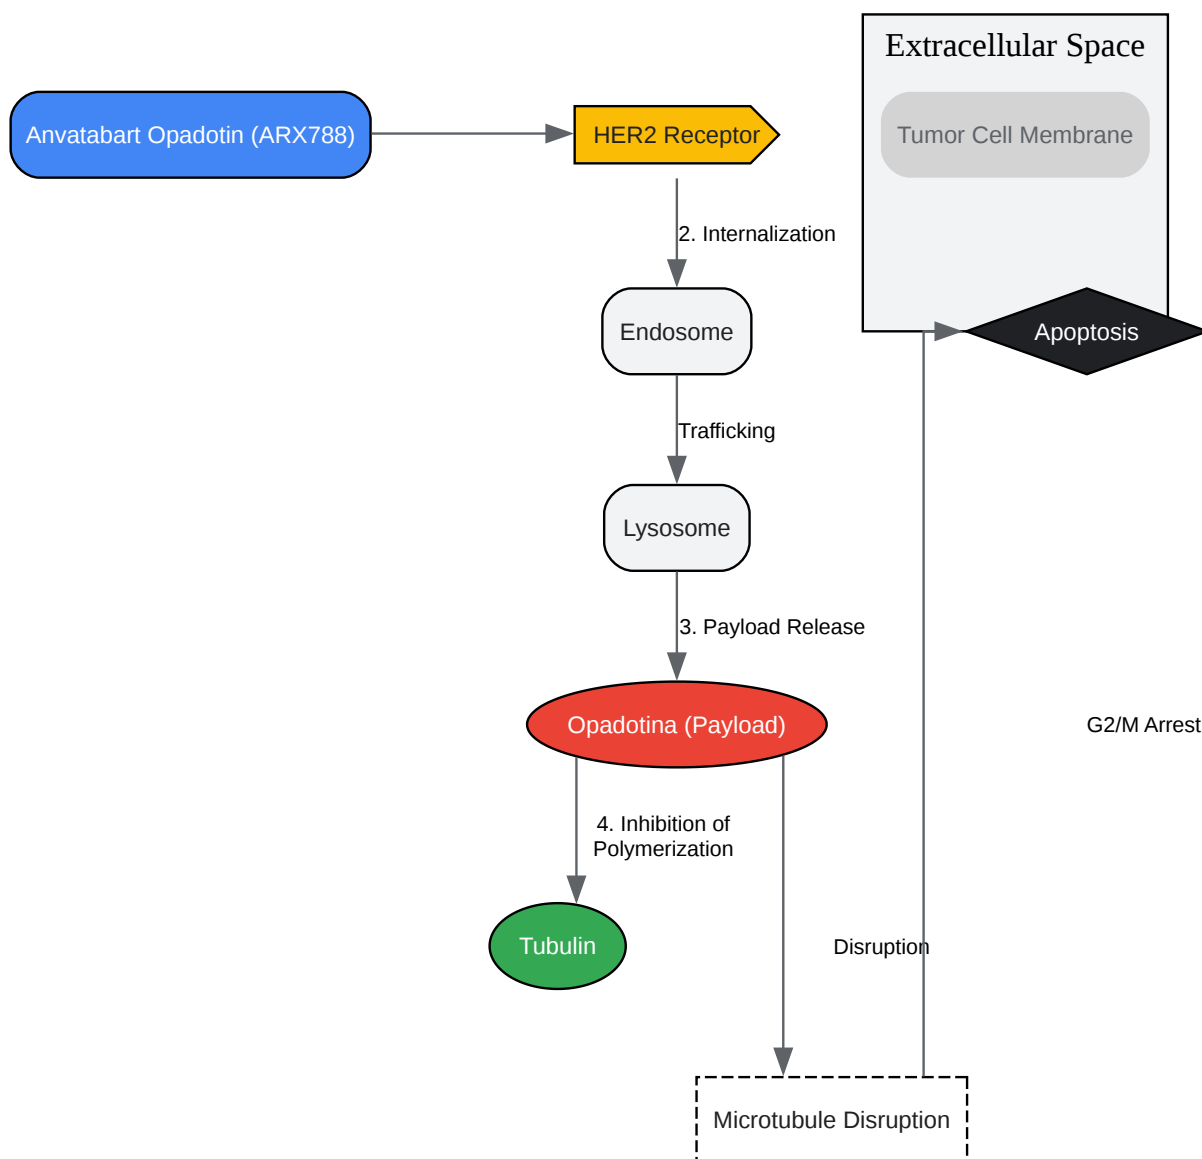 Extracellular Space
Anvatabart Opadotin (ARX788)
HER2 Receptor
Tumor Cell Membrane
2. Internalization
Endosome
Apoptosis
Trafficking
Lysosome
3. Payload Release
Opadotina (Payload)
G2/M Arrest
4. Inhibition of
Polymerization
Tubulin
Disruption
Microtubule Disruption